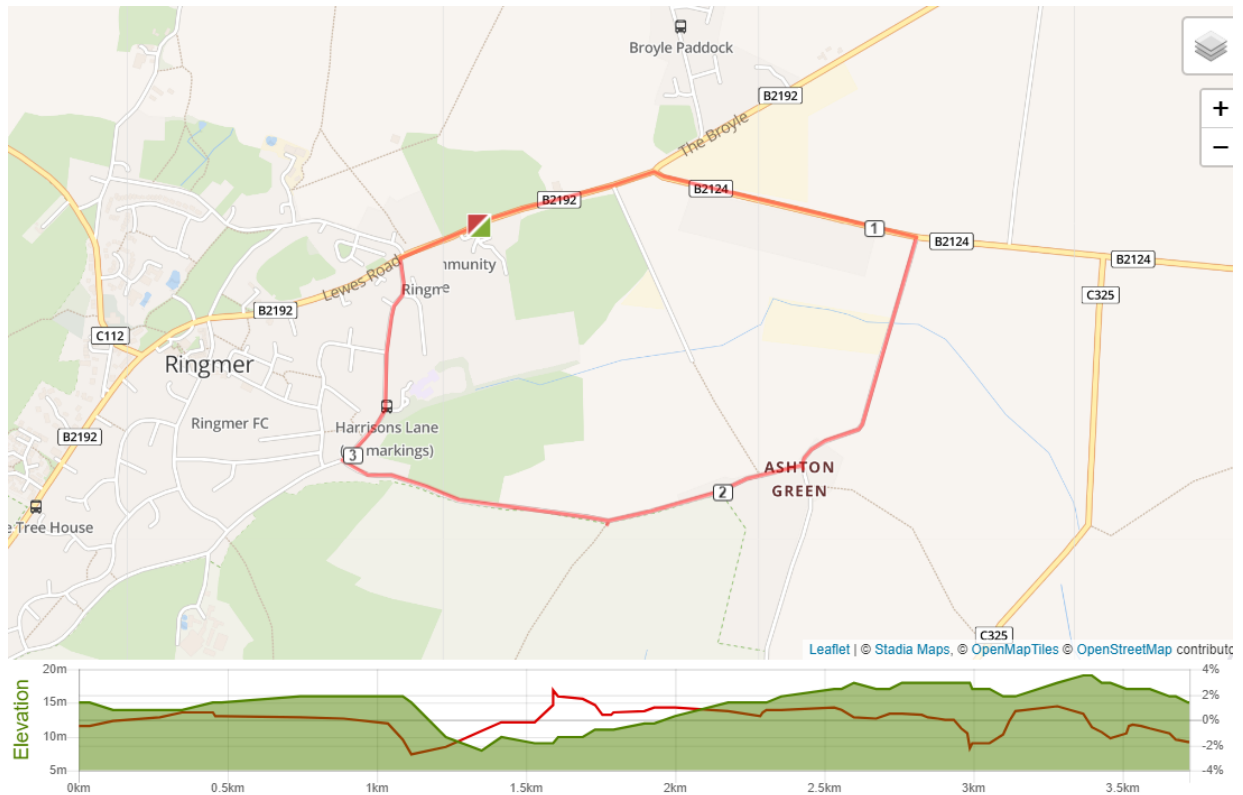 Broyle Paddock
B2192
The Broyle
+
−
B2192
B2124
1
B2124
B2124
mmunity
Lewes Road
Ringm
e
C325
B2192
C112
Ringmer
Harrisons Lane
markings)
Ringmer FC
B2192
3
ASHTON
GREEN
2
e Tree House
C325
Leaflet | © Stadia Maps, © OpenMapTiles © OpenStreetMap contributo
Elevation
20m
15m
10m
5m
4%
2%
0%
-2%
-4%
0km
0.5km
1km
1.5km
2km
2.5km
3km
3.5km